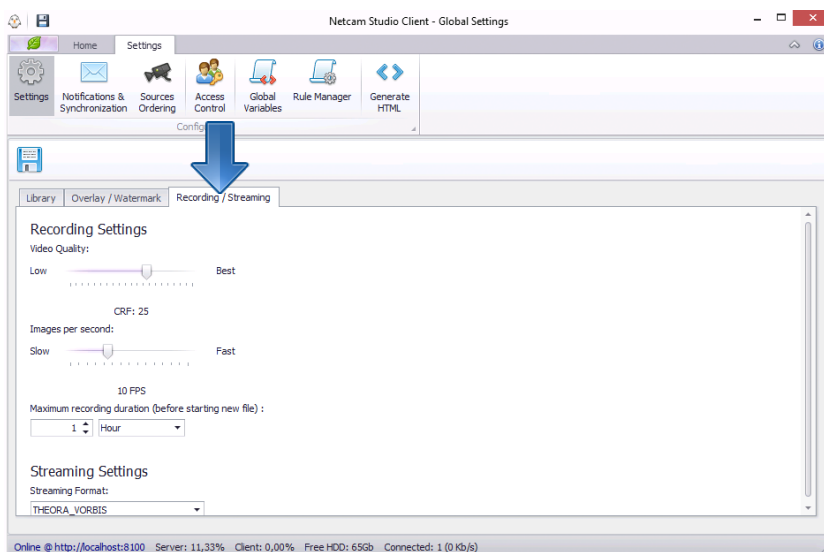 Netcam Studio Client - Global Settings
Home Settings
Settings Notifications & Synchronization Sources Ordering Access Control Global Variables Rule Manager Generate HTML
Library Overlay / Watermark Recording / Streaming
Recording Settings
Video Quality:
Low Best
CRF: 25
Images per second:
Slow Fast
10 FPS
Maximum recording duration (before starting new file) :
1 Hour
Streaming Settings
Streaming Format:
THEORA_VORBIS
Online @ http://localhost:8100 Server: 11,33% Client: 0,00% Free HDD: 65Gb Connected: 1 (0 Kb/s)